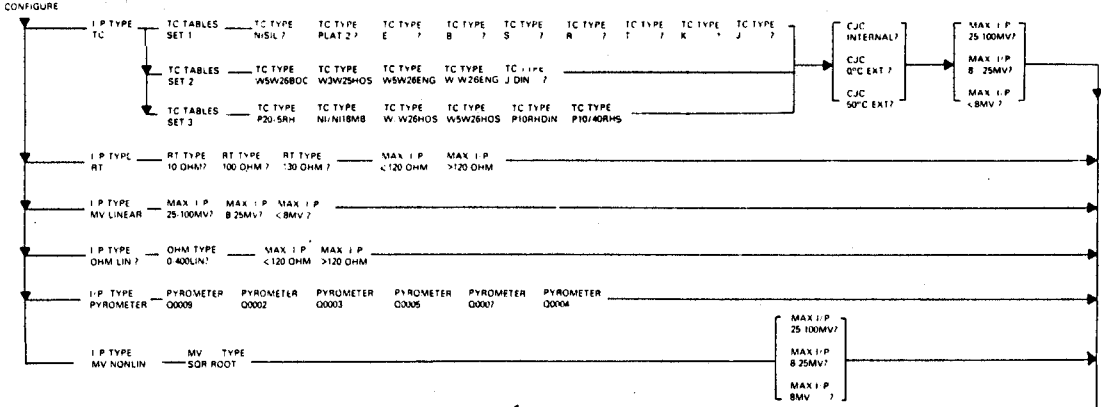 CONFIGURE
I P TYPE TC TABLES TC TYPE TC TYPE TC TYPE TC TYPE TC TYPE TC TYPE TC TYPE TC TYPE TC TYPE
TC SET 1 NISIL ? PLAT 2 ? E ? B ? S ? R ? T ? K ? J ?
CJC
INTERNAL?
CJC
0°C EXT ?
CJC
50°C EXT?
MAX I/P
25 100MV?
MAX I/P
8 25MV?
MAX I/P
<8MV ?
TC TABLES TC TYPE TC TYPE TC TYPE TC TYPE TC TYPE
SET 2 W5W26BOC W3W25HOS W5W26ENG W W26ENG J DIN ?
TC TABLES TC TYPE TC TYPE TC TYPE TC TYPE TC TYPE TC TYPE
SET 3 P20-5RH NI/NI18MB W W26HOS W5W26HOS P10RHDIN P10/40RHS
I P TYPE RT TYPE RT TYPE RT TYPE MAX I P MAX I P
RT 10 OHM? 100 OHM ? 130 OHM ? <120 OHM >120 OHM
I P TYPE MAX I P MAX I P MAX I P
MV LINEAR 25-100MV? 8 25MV? <8MV ?
I P TYPE OHM TYPE MAX I P MAX I P
OHM LIN ? 0-400LIN? <120 OHM >120 OHM
I/P TYPE PYROMETER PYROMETER PYROMETER PYROMETER PYROMETER PYROMETER
PYROMETER Q0009 Q0002 Q0003 Q0005 Q0007 Q0004
I P TYPE MV TYPE
MV NONLIN SQR ROOT
MAX I/P
25 100MV?
MAX I/P
8 25MV?
MAX I/P
8MV ?